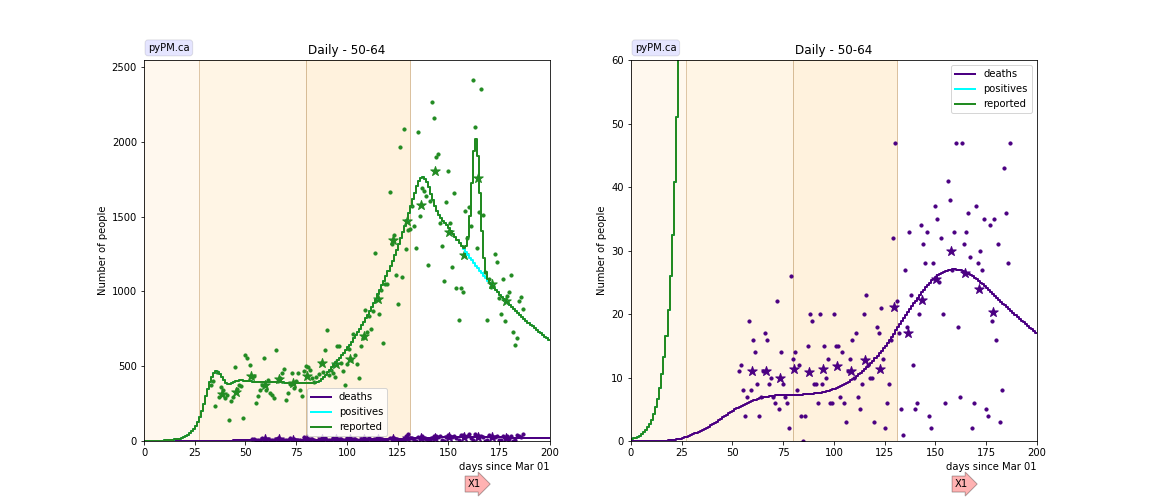 pyPM.ca
Daily - 50-64
Number of people
2500
2000
1500
1000
500
0
deaths
positives
reported
0 25 50 75 100 125 150 175 200
days since Mar 01
X1
pyPM.ca
Daily - 50-64
Number of people
60
50
40
30
20
10
0
deaths
positives
reported
0 25 50 75 100 125 150 175 200
days since Mar 01
X1